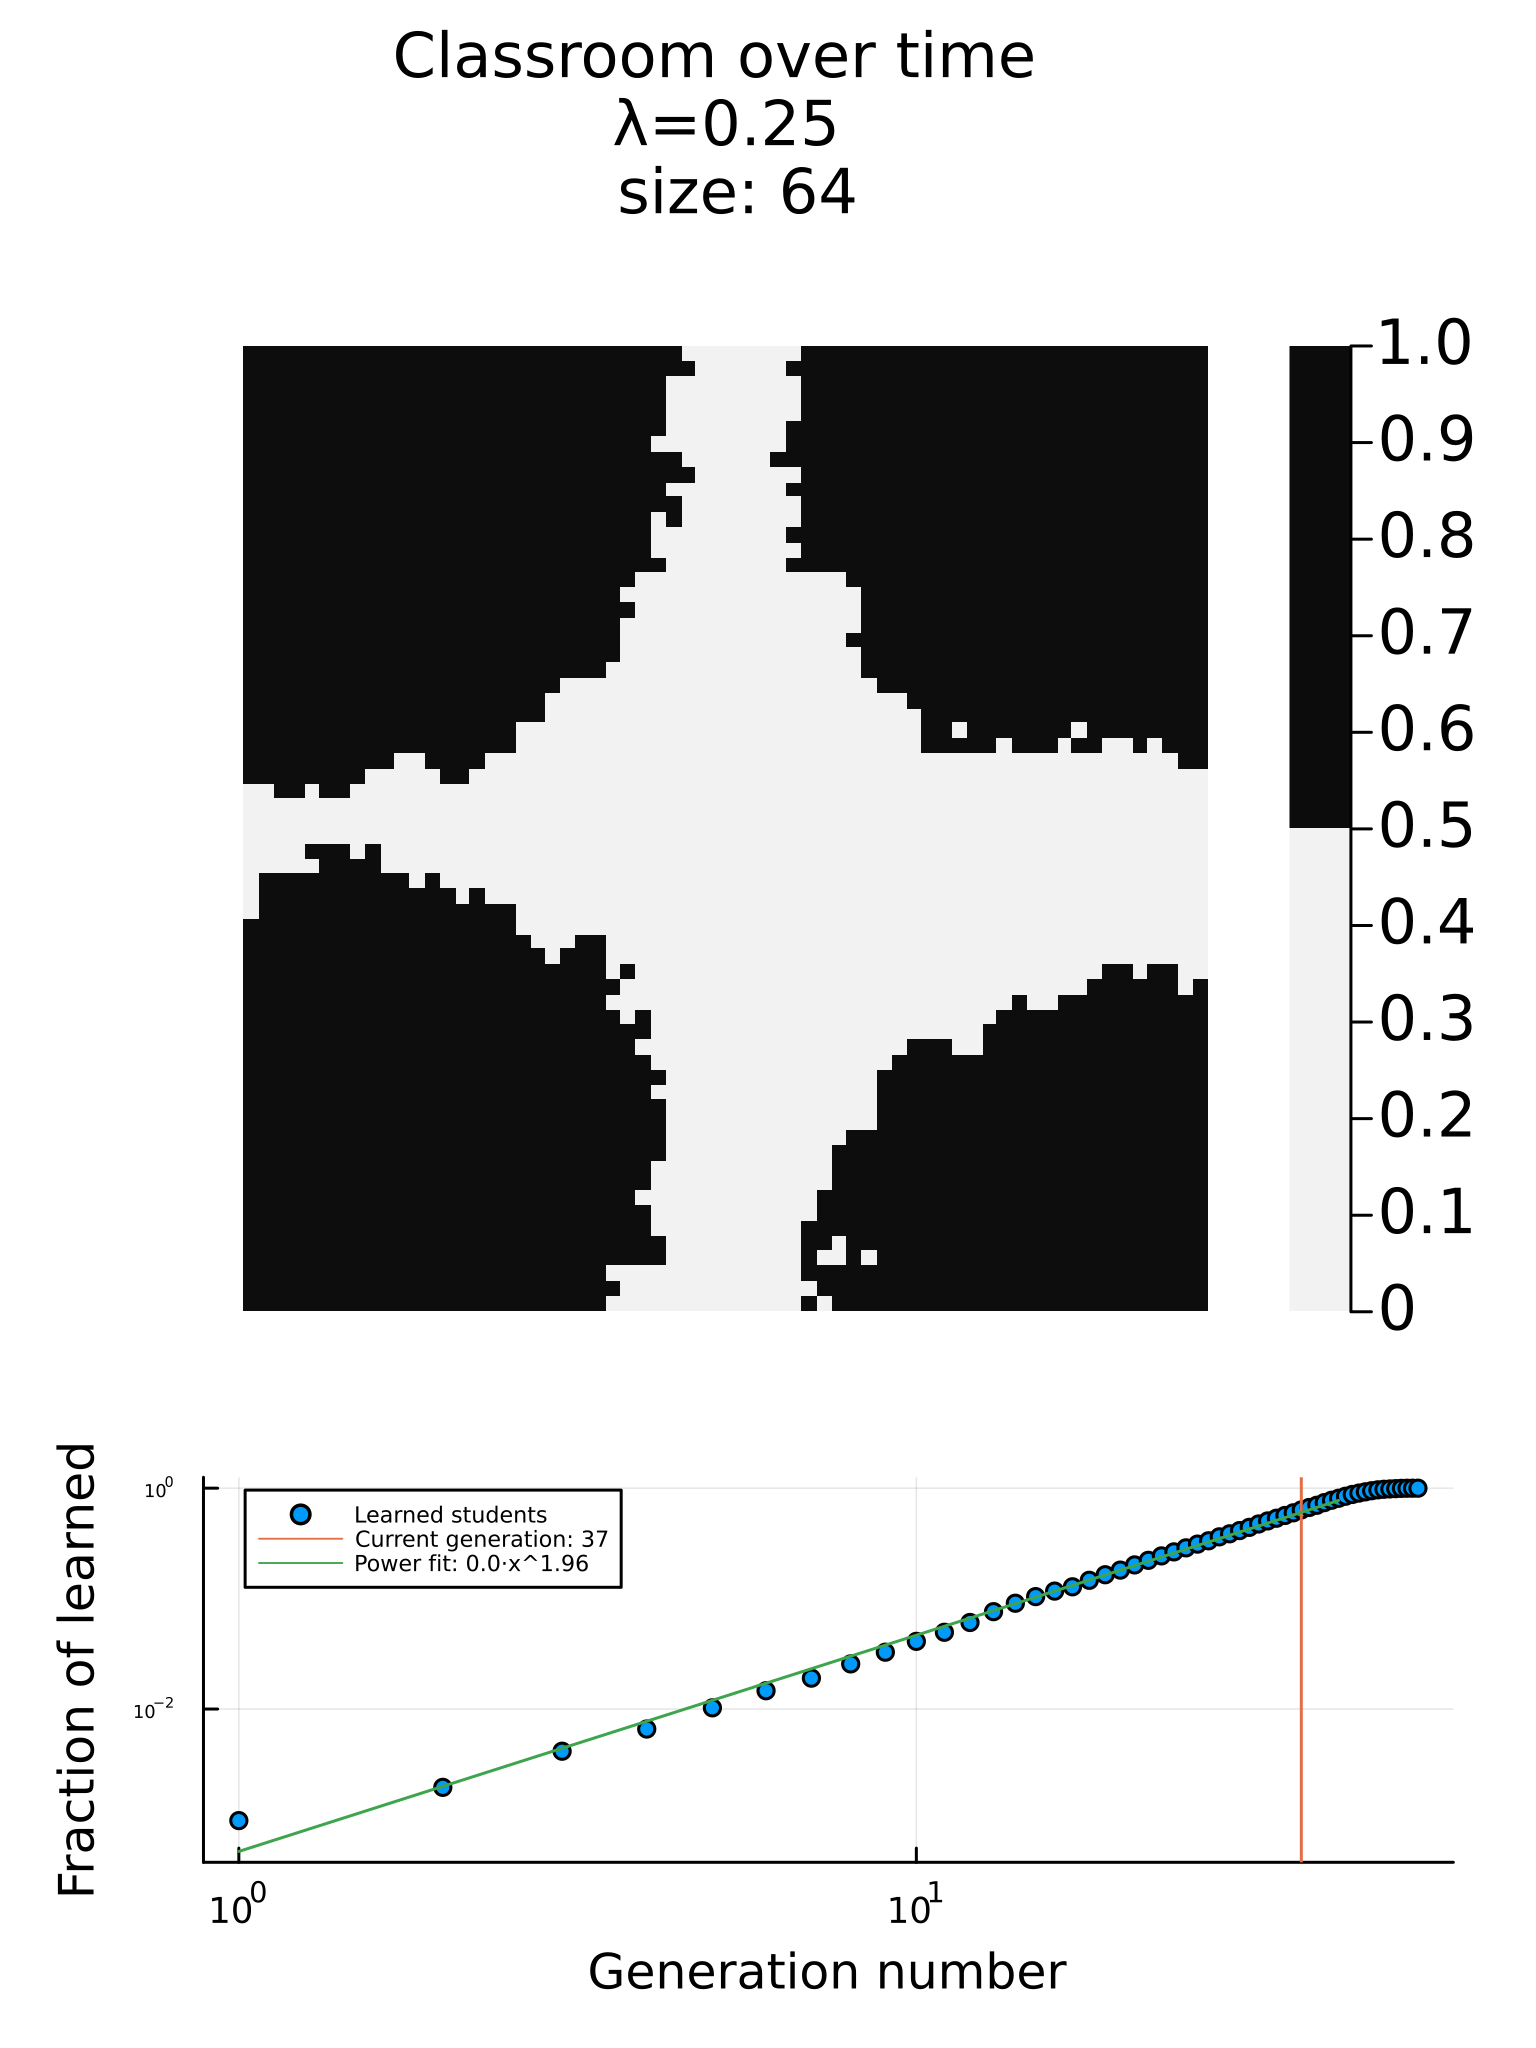 Classroom over time
λ=0.25
size: 64
1.0
0.9
0.8
0.7
0.6
0.5
0.4
0.3
0.2
0.1
0
Fraction of learned
10⁰
10⁻²
Learned students
Current generation: 37
Power fit: 0.0·x^1.96
10⁰
10¹
Generation number